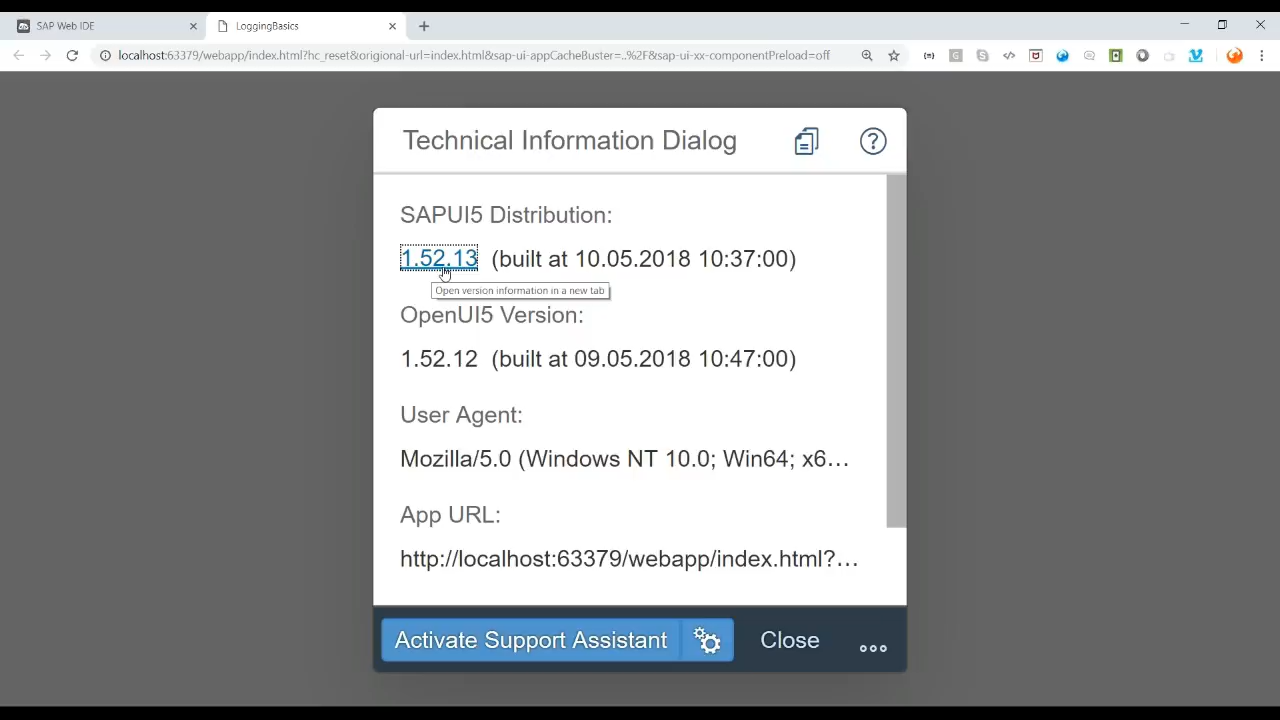 SAP Web IDE
LoggingBasics
localhost:63379/webapp/index.html?hc_reset&origional-url=index.html&sap-ui-appCacheBuster=..%2F&sap-ui-xx-componentPreload=off
Technical Information Dialog
SAPUI5 Distribution:
1.52.13 (built at 10.05.2018 10:37:00)
Open version information in a new tab
OpenUI5 Version:
1.52.12 (built at 09.05.2018 10:47:00)
User Agent:
Mozilla/5.0 (Windows NT 10.0; Win64; x6...
App URL:
http://localhost:63379/webapp/index.html?...
Activate Support Assistant
Close